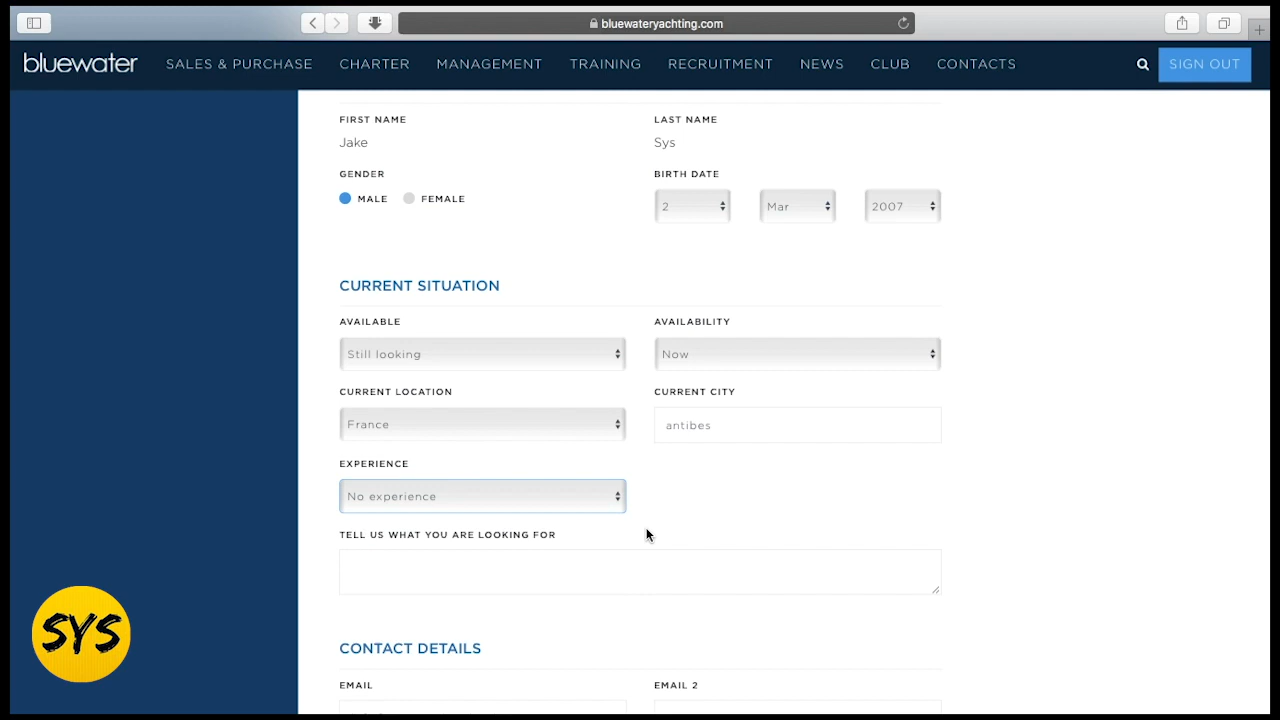 bluewateryachting.com
bluewater SALES & PURCHASE CHARTER MANAGEMENT TRAINING RECRUITMENT NEWS CLUB CONTACTS SIGN OUT
FIRST NAME LAST NAME
Jake Sys
GENDER BIRTH DATE
MALE FEMALE 2 Mar 2007
CURRENT SITUATION
AVAILABLE AVAILABILITY
Still looking Now
CURRENT LOCATION CURRENT CITY
France antibes
EXPERIENCE
No experience
TELL US WHAT YOU ARE LOOKING FOR
SYS
CONTACT DETAILS
EMAIL EMAIL 2